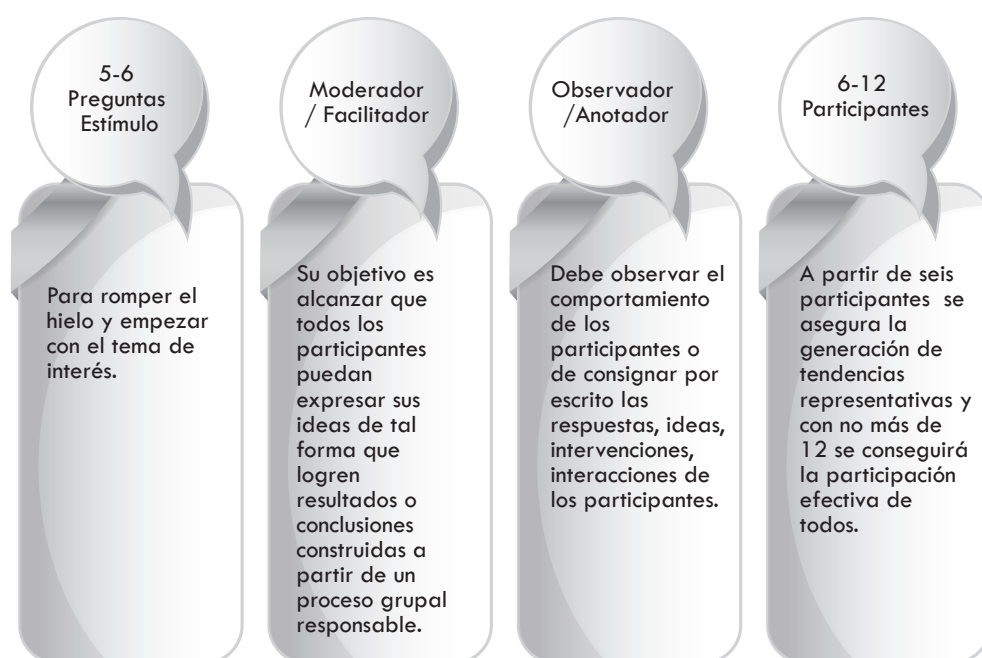 5-6
Preguntas
Estímulo
Para romper el
hielo y empezar
con el tema de
interés.
Moderador
/ Facilitador
Su objetivo es
alcanzar que
todos los
participantes
puedan
expresar sus
ideas de tal
forma que
logren
resultados o
conclusiones
construidas a
partir de un
proceso grupal
responsable.
Observador
/Anotador
Debe observar el
comportamiento
de los
participantes o
de consignar por
escrito las
respuestas, ideas,
intervenciones,
interacciones de
los participantes.
6-12
Participantes
A partir de seis
participantes se
asegura la
generación de
tendencias
representativas y
con no más de
12 se conseguirá
la participación
efectiva de
todos.